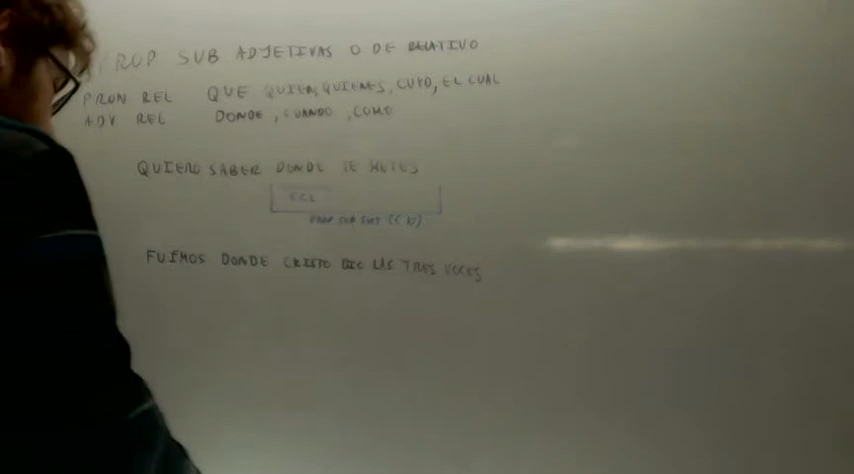 PROP SUB ADJETIVAS O DE RELATIVO
PRON REL QUE QUIEN, QUIENES, CUYO, EL CUAL
ADV REL DONDE, CUANDO, COMO
QUIERO SABER DONDE TE METES
CCL
PROP SUB SUST (CD)
FUIMOS DONDE CRISTO DIO LAS TRES VOCES